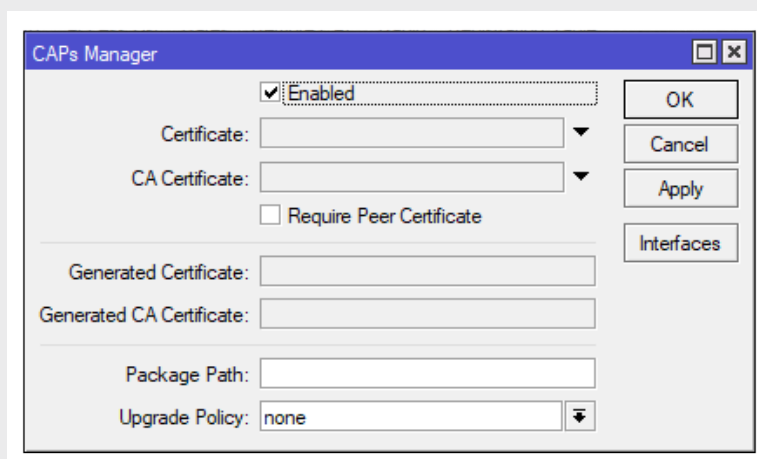 CAPs Manager
Enabled
OK
Certificate:
Cancel
CA Certificate:
Apply
Require Peer Certificate
Interfaces
Generated Certificate:
Generated CA Certificate:
Package Path:
Upgrade Policy: none